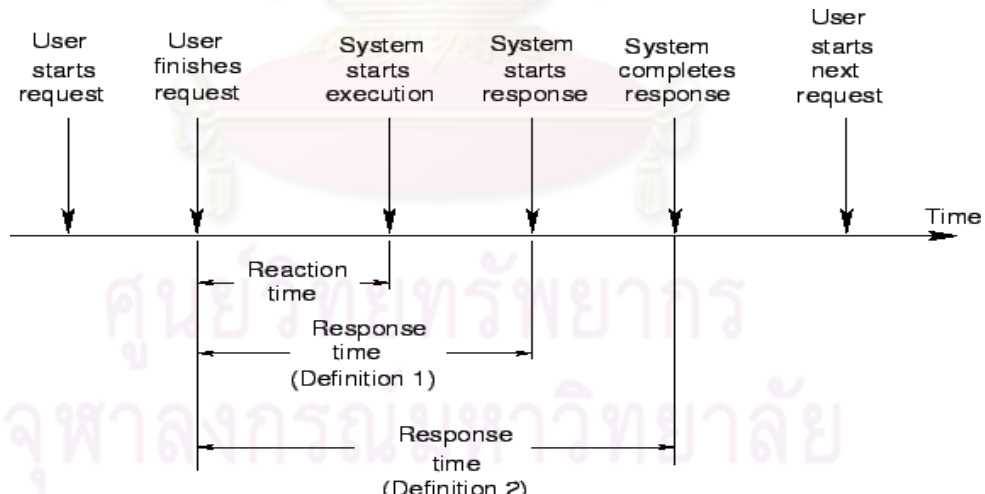 User
starts
request
User
finishes
request
System
starts
execution
System
starts
response
System
completes
response
User
starts
next
request
Time
Reaction
time
Response
time
(Definition 1)
Response
time
(Definition 2)
ศูนย์วิทยทรัพยากร
จุฬาลงกรณ์มหาวิทยาลัย